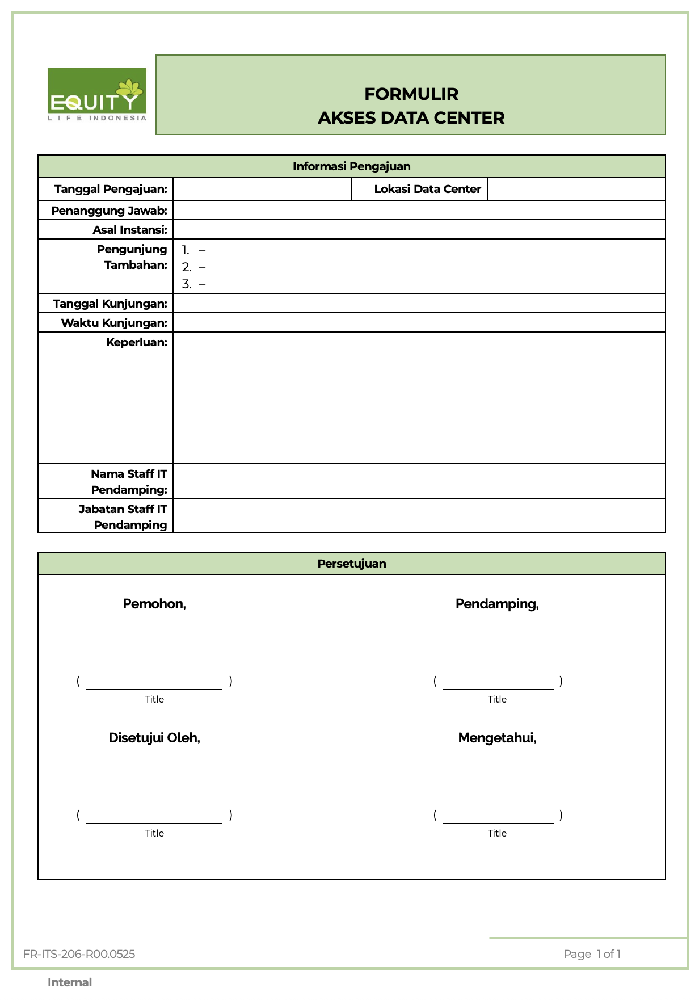 EQUITY
LIFE INDONESIA
FORMULIR
AKSES DATA CENTER
Informasi Pengajuan
Tanggal Pengajuan:
Lokasi Data Center
Penanggung Jawab:
Asal Instansi:
Pengunjung
Tambahan:
1. –
2. –
3. –
Tanggal Kunjungan:
Waktu Kunjungan:
Keperluan:
Nama Staff IT
Pendamping:
Jabatan Staff IT
Pendamping
Persetujuan
Pemohon,
Pendamping,
( )
( )
Title
Title
Disetujui Oleh,
Mengetahui,
( )
( )
Title
Title
FR-ITS-206-R00.0525
Page 1 of 1
Internal